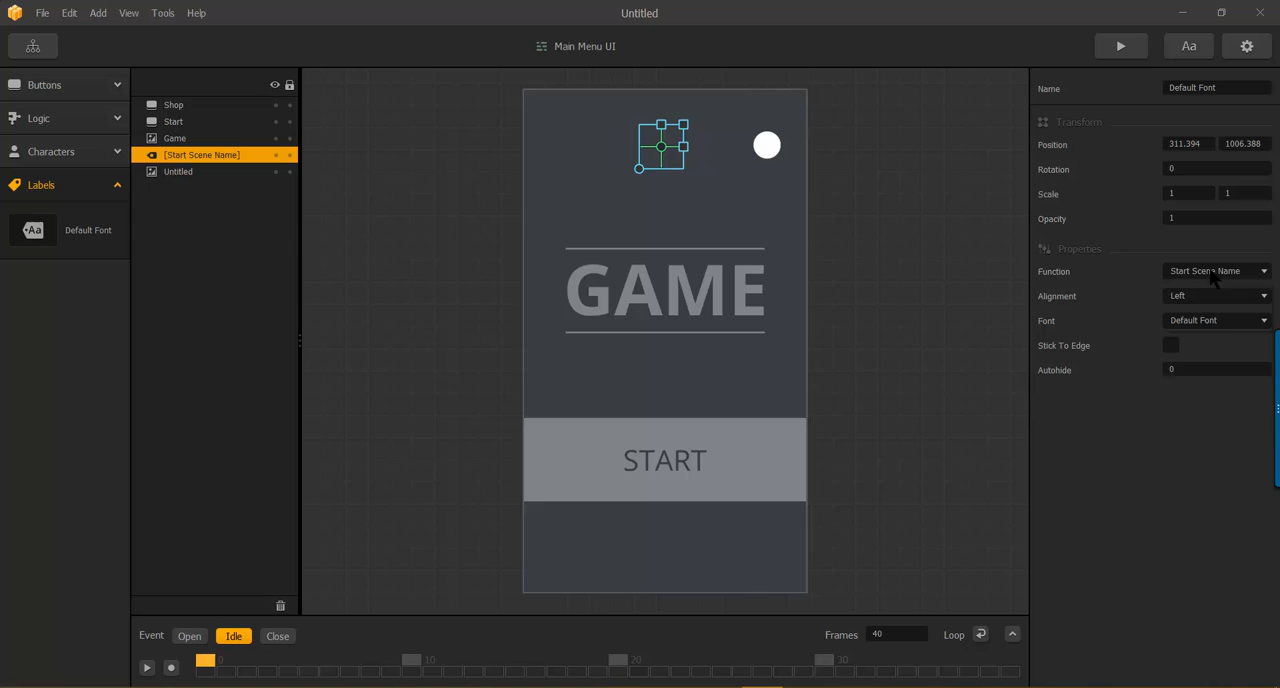 File Edit Add View Tools Help
Untitled
Main Menu UI
Aa
Buttons
Logic
Characters
Labels
Aa Default Font
Shop
Start
Game
[Start Scene Name]
Untitled
GAME
START
Name Default Font
Transform
Position 311.394 1006.388
Rotation 0
Scale 1 1
Opacity 1
Properties
Function Start Scene Name
Alignment Left
Font Default Font
Stick To Edge
Autohide 0
Event Open Idle Close
Frames 40 Loop
0 10 20 30